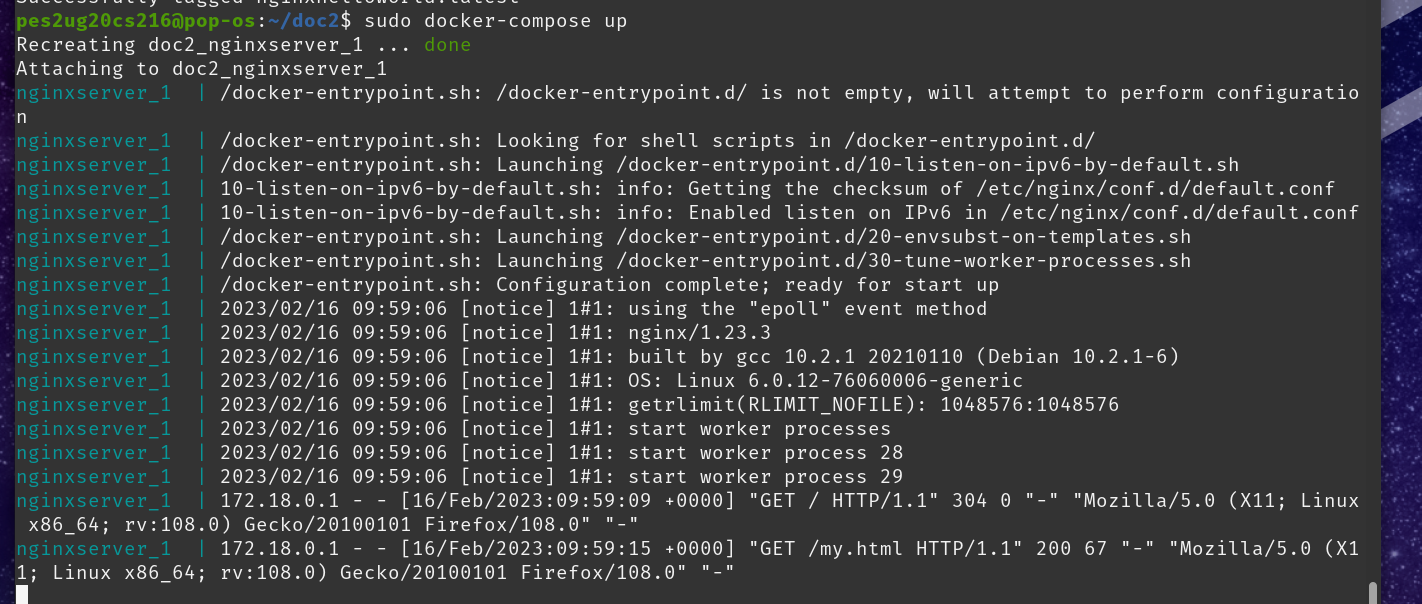 Successfully tagged nginxhelloworld:latest
pes2ug20cs216@pop-os:~/doc2$ sudo docker-compose up
Recreating doc2_nginxserver_1 ... done
Attaching to doc2_nginxserver_1
nginxserver_1  | /docker-entrypoint.sh: /docker-entrypoint.d/ is not empty, will attempt to perform configuratio
n
nginxserver_1  | /docker-entrypoint.sh: Looking for shell scripts in /docker-entrypoint.d/
nginxserver_1  | /docker-entrypoint.sh: Launching /docker-entrypoint.d/10-listen-on-ipv6-by-default.sh
nginxserver_1  | 10-listen-on-ipv6-by-default.sh: info: Getting the checksum of /etc/nginx/conf.d/default.conf
nginxserver_1  | 10-listen-on-ipv6-by-default.sh: info: Enabled listen on IPv6 in /etc/nginx/conf.d/default.conf
nginxserver_1  | /docker-entrypoint.sh: Launching /docker-entrypoint.d/20-envsubst-on-templates.sh
nginxserver_1  | /docker-entrypoint.sh: Launching /docker-entrypoint.d/30-tune-worker-processes.sh
nginxserver_1  | /docker-entrypoint.sh: Configuration complete; ready for start up
nginxserver_1  | 2023/02/16 09:59:06 [notice] 1#1: using the "epoll" event method
nginxserver_1  | 2023/02/16 09:59:06 [notice] 1#1: nginx/1.23.3
nginxserver_1  | 2023/02/16 09:59:06 [notice] 1#1: built by gcc 10.2.1 20210110 (Debian 10.2.1-6)
nginxserver_1  | 2023/02/16 09:59:06 [notice] 1#1: OS: Linux 6.0.12-76060006-generic
nginxserver_1  | 2023/02/16 09:59:06 [notice] 1#1: getrlimit(RLIMIT_NOFILE): 1048576:1048576
nginxserver_1  | 2023/02/16 09:59:06 [notice] 1#1: start worker processes
nginxserver_1  | 2023/02/16 09:59:06 [notice] 1#1: start worker process 28
nginxserver_1  | 2023/02/16 09:59:06 [notice] 1#1: start worker process 29
nginxserver_1  | 172.18.0.1 - - [16/Feb/2023:09:59:09 +0000] "GET / HTTP/1.1" 304 0 "-" "Mozilla/5.0 (X11; Linux
 x86_64; rv:108.0) Gecko/20100101 Firefox/108.0" "-"
nginxserver_1  | 172.18.0.1 - - [16/Feb/2023:09:59:15 +0000] "GET /my.html HTTP/1.1" 200 67 "-" "Mozilla/5.0 (X1
1; Linux x86_64; rv:108.0) Gecko/20100101 Firefox/108.0" "-"